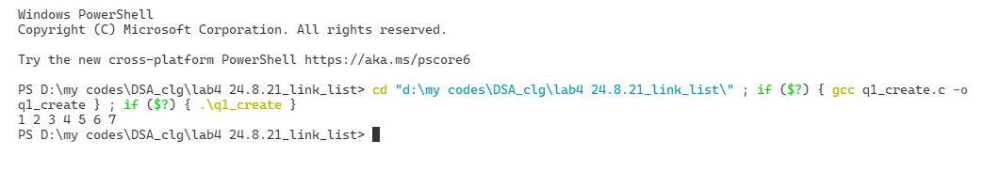 Windows PowerShell
Copyright (C) Microsoft Corporation. All rights reserved.
Try the new cross-platform PowerShell https://aka.ms/pscore6
PS D:\my codes\DSA_clg\lab4 24.8.21_link_list> cd "d:\my codes\DSA_clg\lab4 24.8.21_link_list\" ; if ($?) { gcc q1_create.c -o
q1_create } ; if ($?) { .\q1_create }
1 2 3 4 5 6 7
PS D:\my codes\DSA_clg\lab4 24.8.21_link_list>